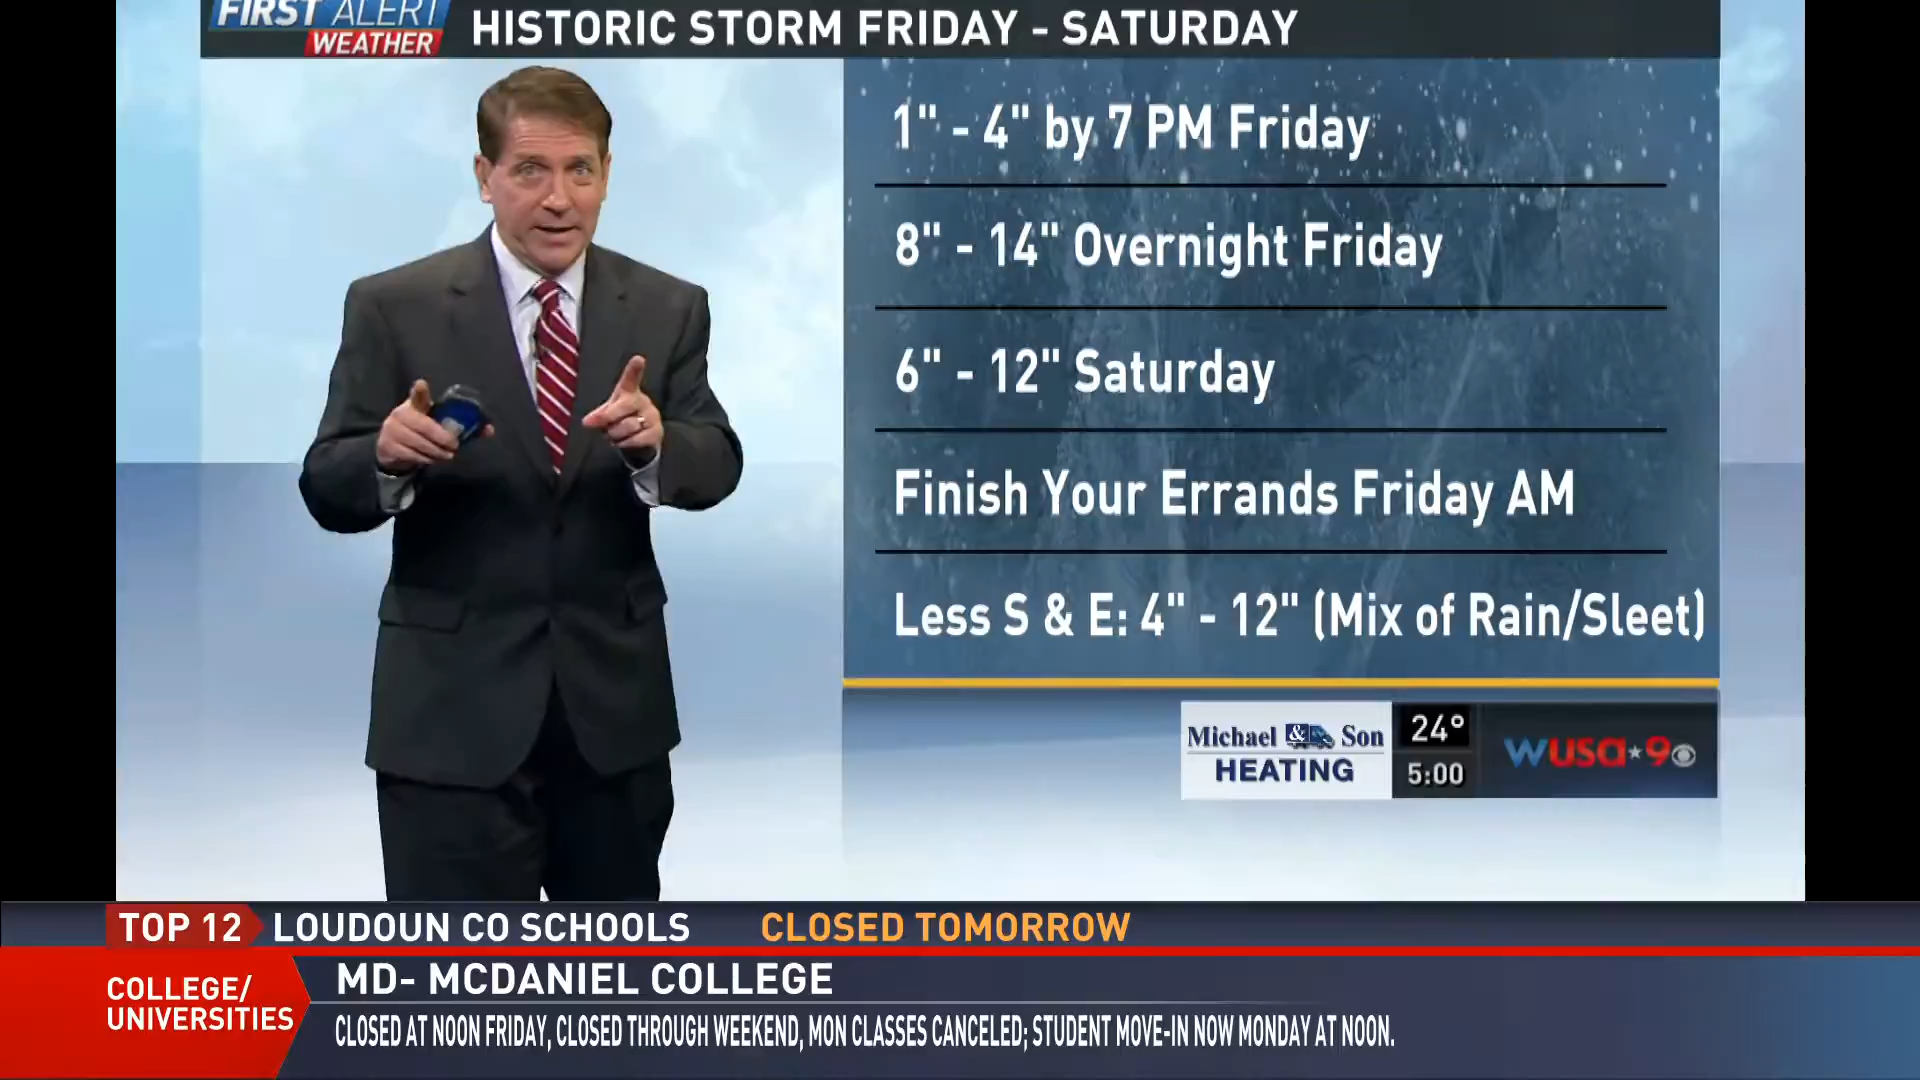 FIRST ALERT
WEATHER
HISTORIC STORM FRIDAY - SATURDAY
1" - 4" by 7 PM Friday
8" - 14" Overnight Friday
6" - 12" Saturday
Finish Your Errands Friday AM
Less S & E: 4" - 12" (Mix of Rain/Sleet)
Michael & Son
HEATING
24°
5:00
WUSA★9
TOP 12 LOUDOUN CO SCHOOLS CLOSED TOMORROW
COLLEGE/
UNIVERSITIES
MD- MCDANIEL COLLEGE
CLOSED AT NOON FRIDAY, CLOSED THROUGH WEEKEND, MON CLASSES CANCELED; STUDENT MOVE-IN NOW MONDAY AT NOON.